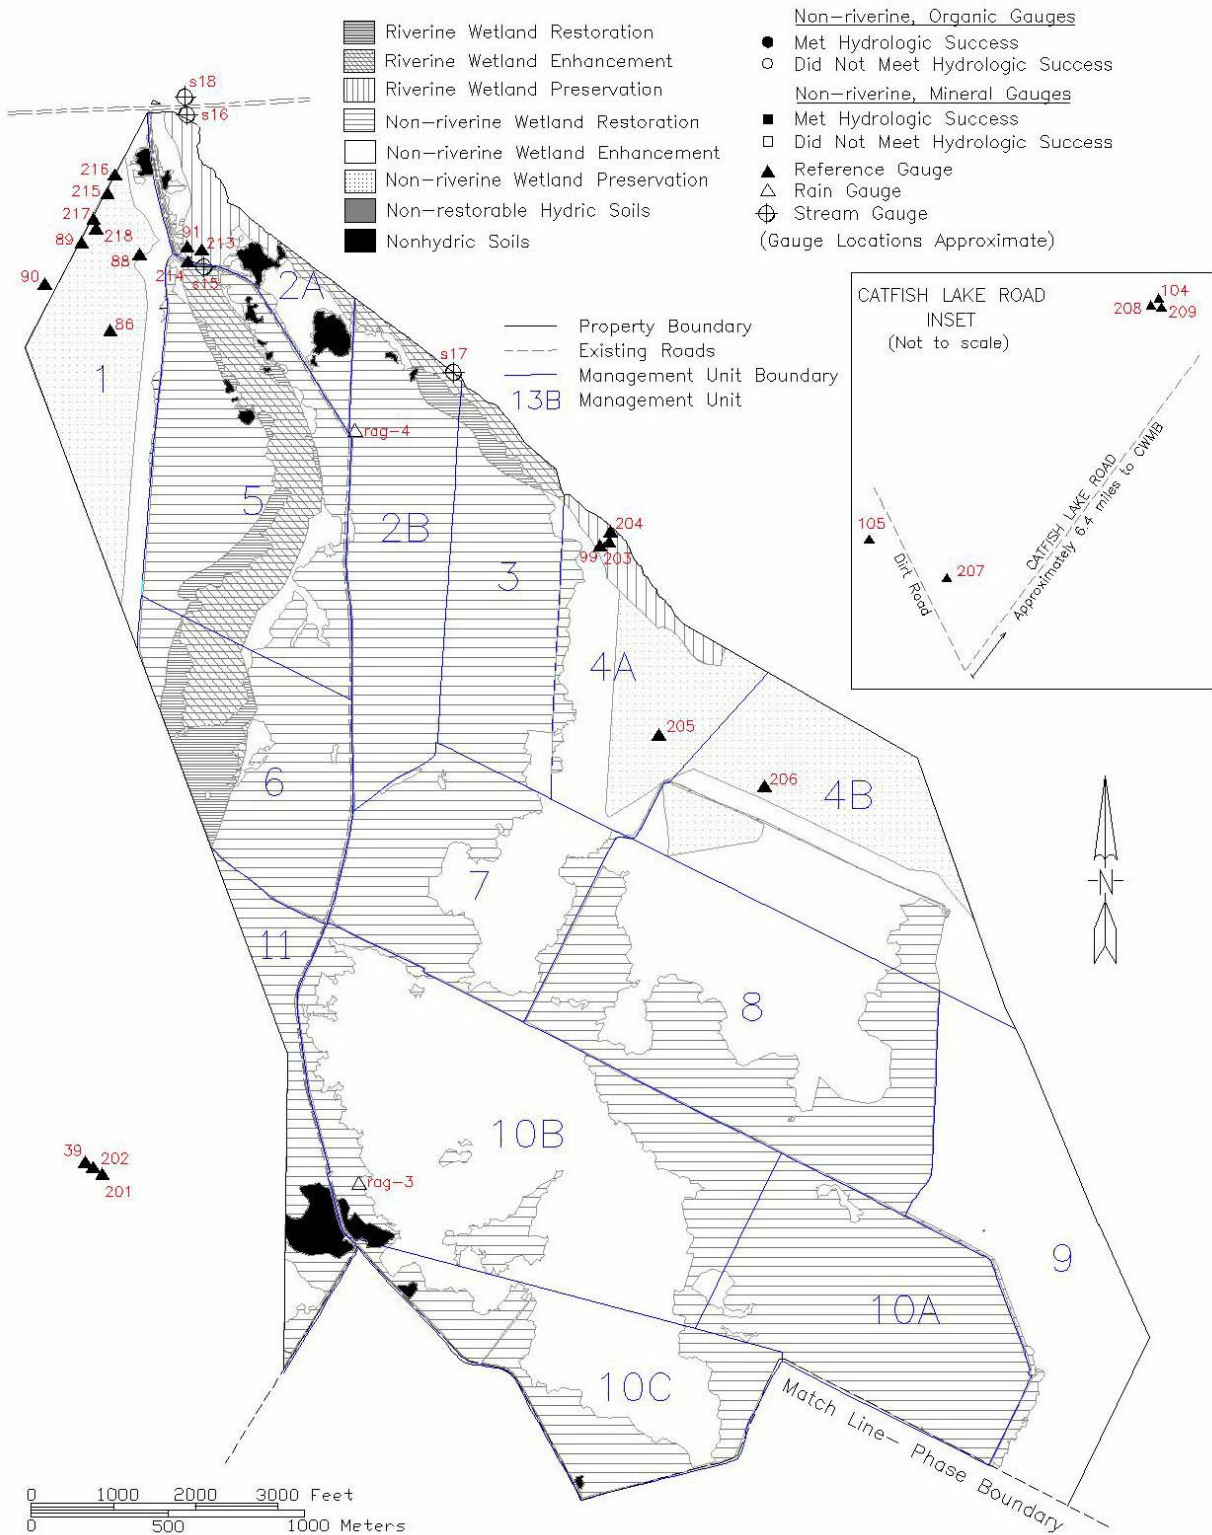 Riverine Wetland Restoration
Riverine Wetland Enhancement
Riverine Wetland Preservation
Non-riverine Wetland Restoration
Non-riverine Wetland Enhancement
Non-riverine Wetland Preservation
Non-restorable Hydric Soils
Nonhydric Soils
Non-riverine, Organic Gauges
Met Hydrologic Success
Did Not Meet Hydrologic Success
Non-riverine, Mineral Gauges
Met Hydrologic Success
Did Not Meet Hydrologic Success
Reference Gauge
Rain Gauge
Stream Gauge
(Gauge Locations Approximate)
Property Boundary
Existing Roads
Management Unit Boundary
13B Management Unit
CATFISH LAKE ROAD
INSET
(Not to scale)
104
208
209
105
207
Dirt Road
CATFISH LAKE ROAD
Approximately 6.4 miles to CWMB
s18
s16
216
215
217
218
89
88
90
91
213
214
s15
86
1
2A
s17
rag-4
5
2B
3
204
99
203
4A
205
206
4B
6
7
11
8
10B
39
202
201
rag-3
9
10A
10C
N
Match Line- Phase Boundary
0 1000 2000 3000 Feet
0 500 1000 Meters